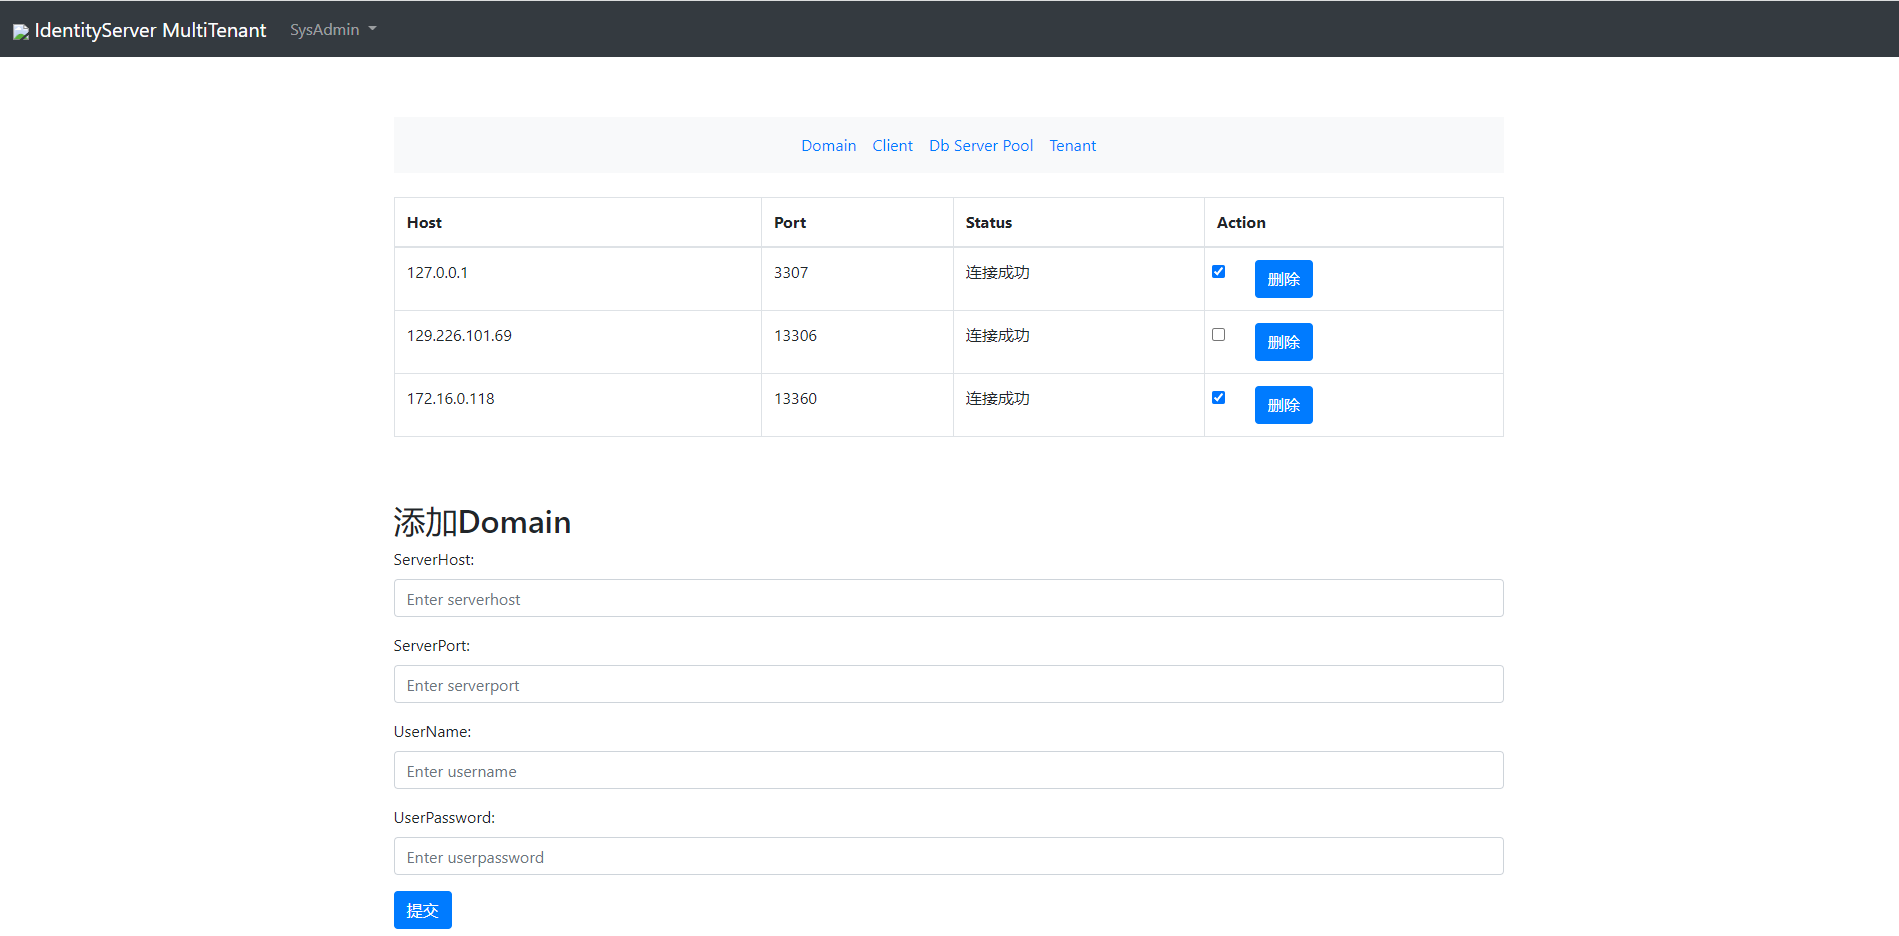 IdentityServer MultiTenant SysAdmin
Domain Client Db Server Pool Tenant
Host Port Status Action
127.0.0.1 3307 连接成功 删除
129.226.101.69 13306 连接成功 删除
172.16.0.118 13360 连接成功 删除
添加Domain
ServerHost:
Enter serverhost
ServerPort:
Enter serverport
UserName:
Enter username
UserPassword:
Enter userpassword
提交